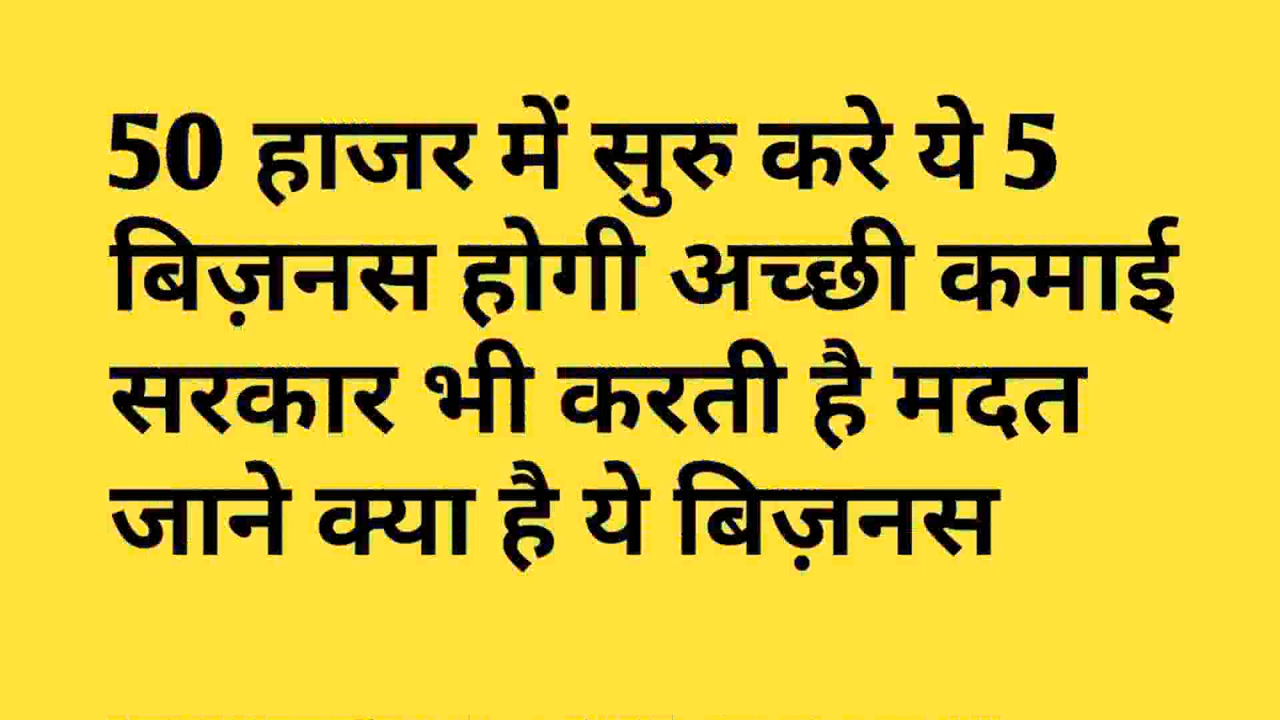 50 हाजर में सुरु करे ये 5
बिज़नस होगी अच्छी कमाई
सरकार भी करती है मदत
जाने क्या है ये बिज़नस